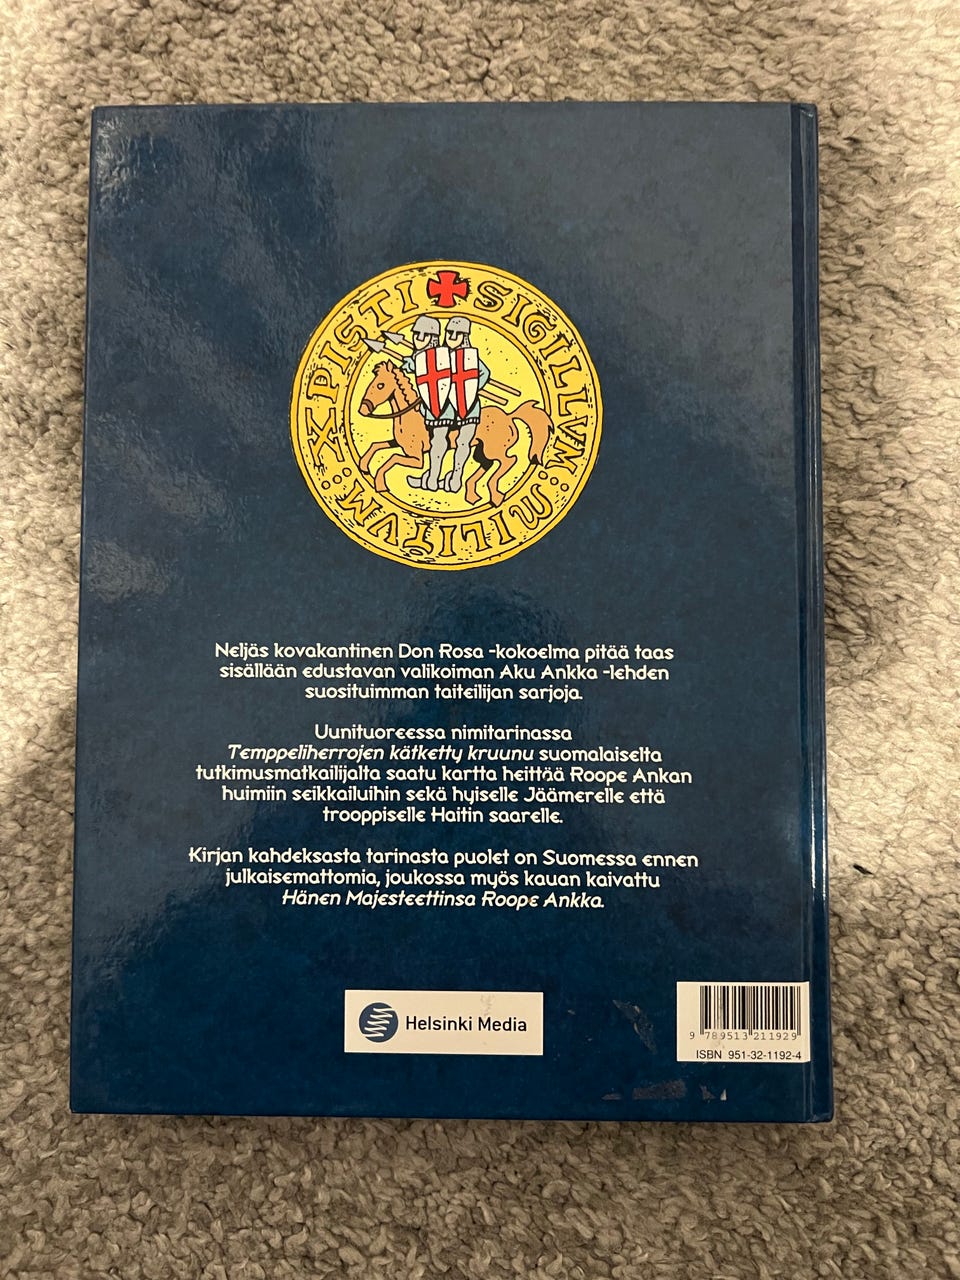 SIGILLVM : MILITVM : XPISTI
Neljäs kovakantinen Don Rosa -kokoelma pitää taas
sisällään edustavan valikoiman Aku Ankka -lehden
suosituimman taiteilijan sarjoja.
Uunituoreessa nimitarinassa
Temppeliherrojen kätketty kruunu suomalaiselta
tutkimusmatkailijalta saatu kartta heittää Roope Ankan
huimiin seikkailuihin sekä hyiselle Jäämerelle että
trooppiselle Haitin saarelle.
Kirjan kahdeksasta tarinasta puolet on Suomessa ennen
julkaisemattomia, joukossa myös kauan kaivattu
Hänen Majesteettinsa Roope Ankka.
Helsinki Media
9 789513 211929
ISBN 951-32-1192-4